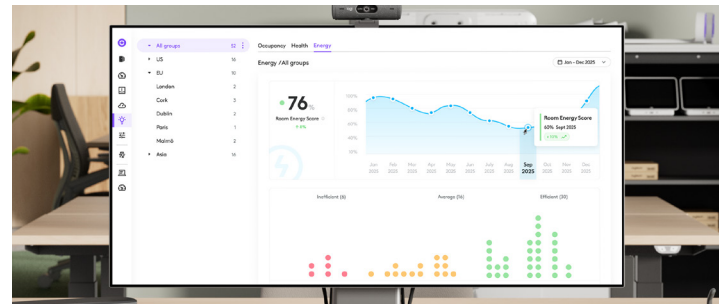 All groups 52
US 16
EU 10
London 2
Cork 3
Dublin 2
Paris 1
Malmö 2
Asia 16
Occupancy Health Energy
Energy /All groups
Jan - Dec 2025
76%
Room Energy Score
100%
80%
60%
40%
Room Energy Score
60% Sept 2025
Jan Feb Mar Apr May Jun July Aug Sep Oct Nov Dec
2025 2025 2025 2025 2025 2025 2025 2025 2025 2025 2025 2025
Inefficient (6) Average (16) Efficient (30)